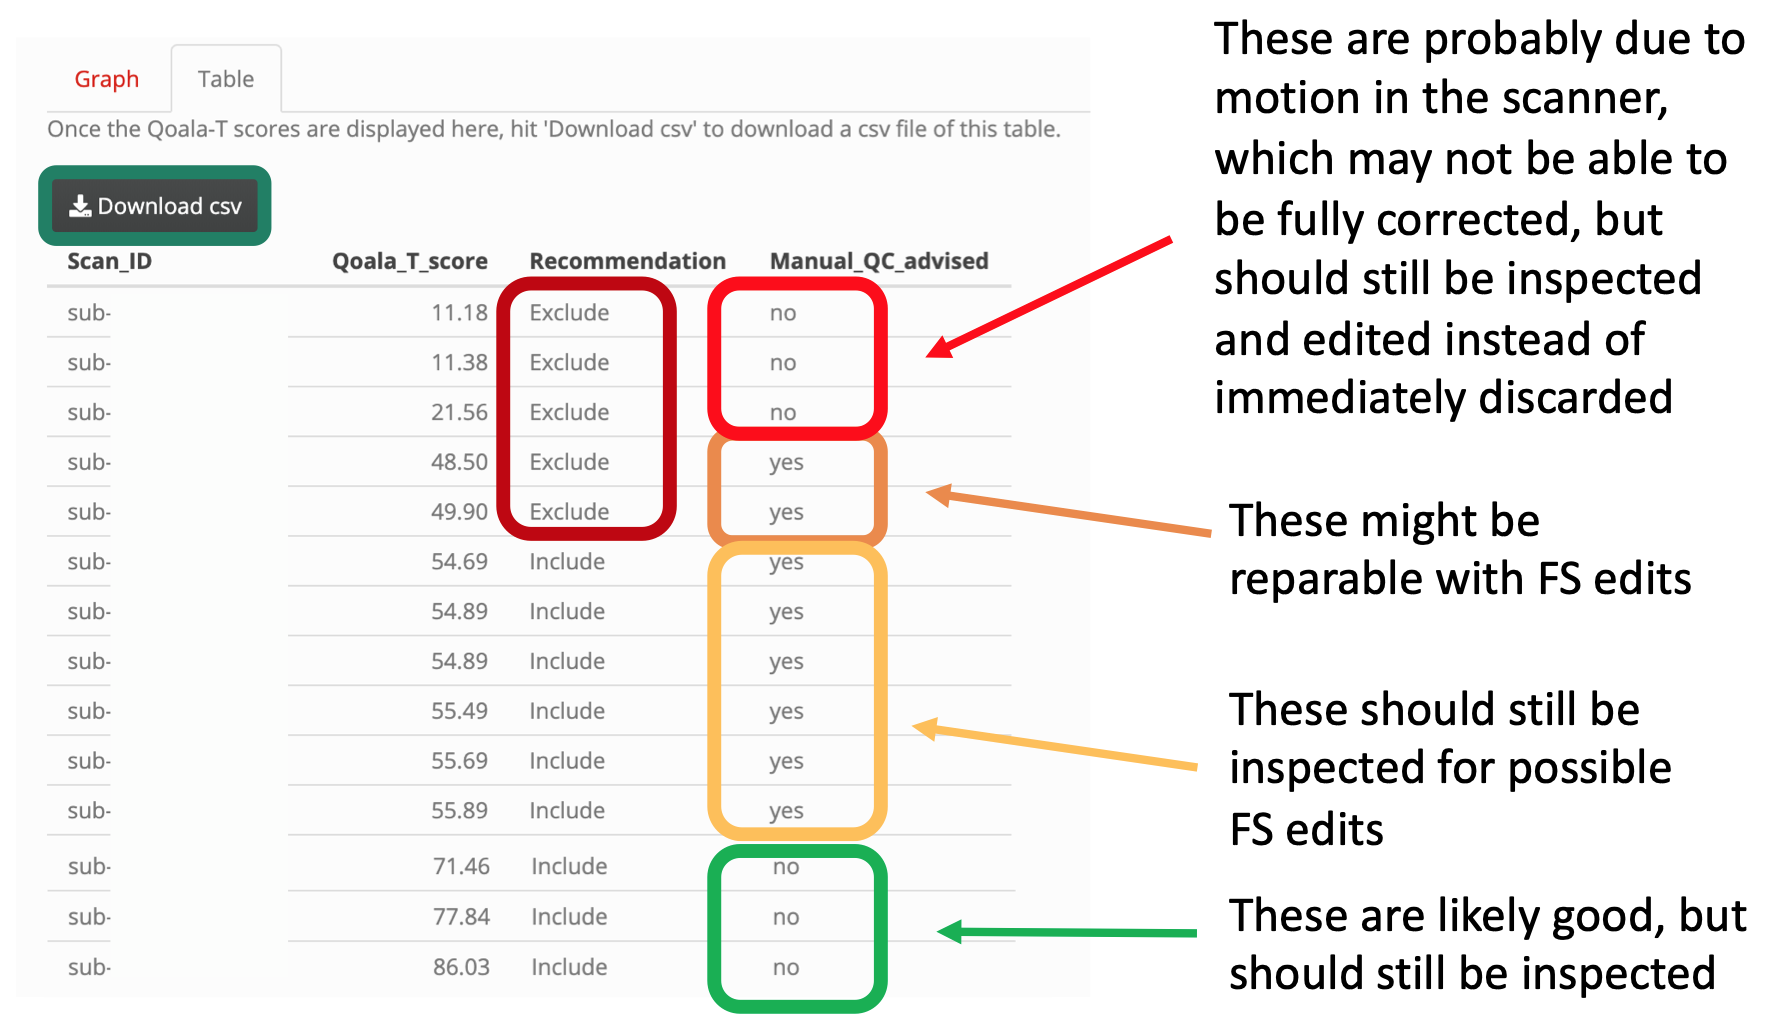 Graph
Table
Once the Qoala-T scores are displayed here, hit 'Download csv' to download a csv file of this table.
Download csv
Scan_ID Qoala_T_score Recommendation Manual_QC_advised
sub- 11.18 Exclude no
sub- 11.38 Exclude no
sub- 21.56 Exclude no
sub- 48.50 Exclude yes
sub- 49.90 Exclude yes
sub- 54.69 Include yes
sub- 54.89 Include yes
sub- 54.89 Include yes
sub- 55.49 Include yes
sub- 55.69 Include yes
sub- 55.89 Include yes
sub- 71.46 Include no
sub- 77.84 Include no
sub- 86.03 Include no
These are probably due to
motion in the scanner,
which may not be able to
be fully corrected, but
should still be inspected
and edited instead of
immediately discarded
These might be
reparable with FS edits
These should still be
inspected for possible
FS edits
These are likely good, but
should still be inspected